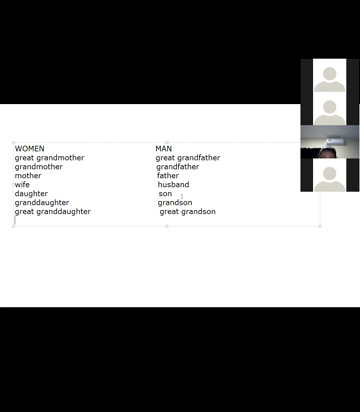 WOMEN MAN
great grandmother great grandfather
grandmother grandfather
mother father
wife husband
daughter son
granddaughter grandson
great granddaughter great grandson